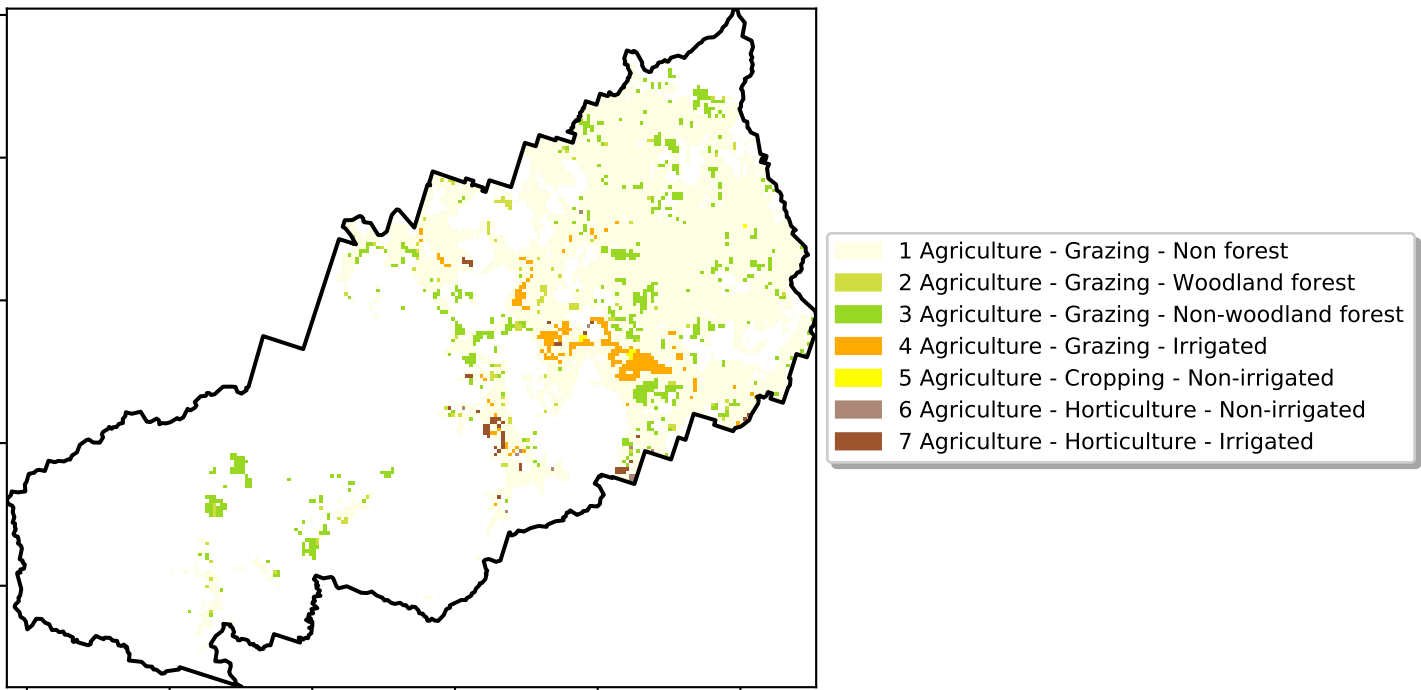 1 Agriculture - Grazing - Non forest
2 Agriculture - Grazing - Woodland forest
3 Agriculture - Grazing - Non-woodland forest
4 Agriculture - Grazing - Irrigated
5 Agriculture - Cropping - Non-irrigated
6 Agriculture - Horticulture - Non-irrigated
7 Agriculture - Horticulture - Irrigated